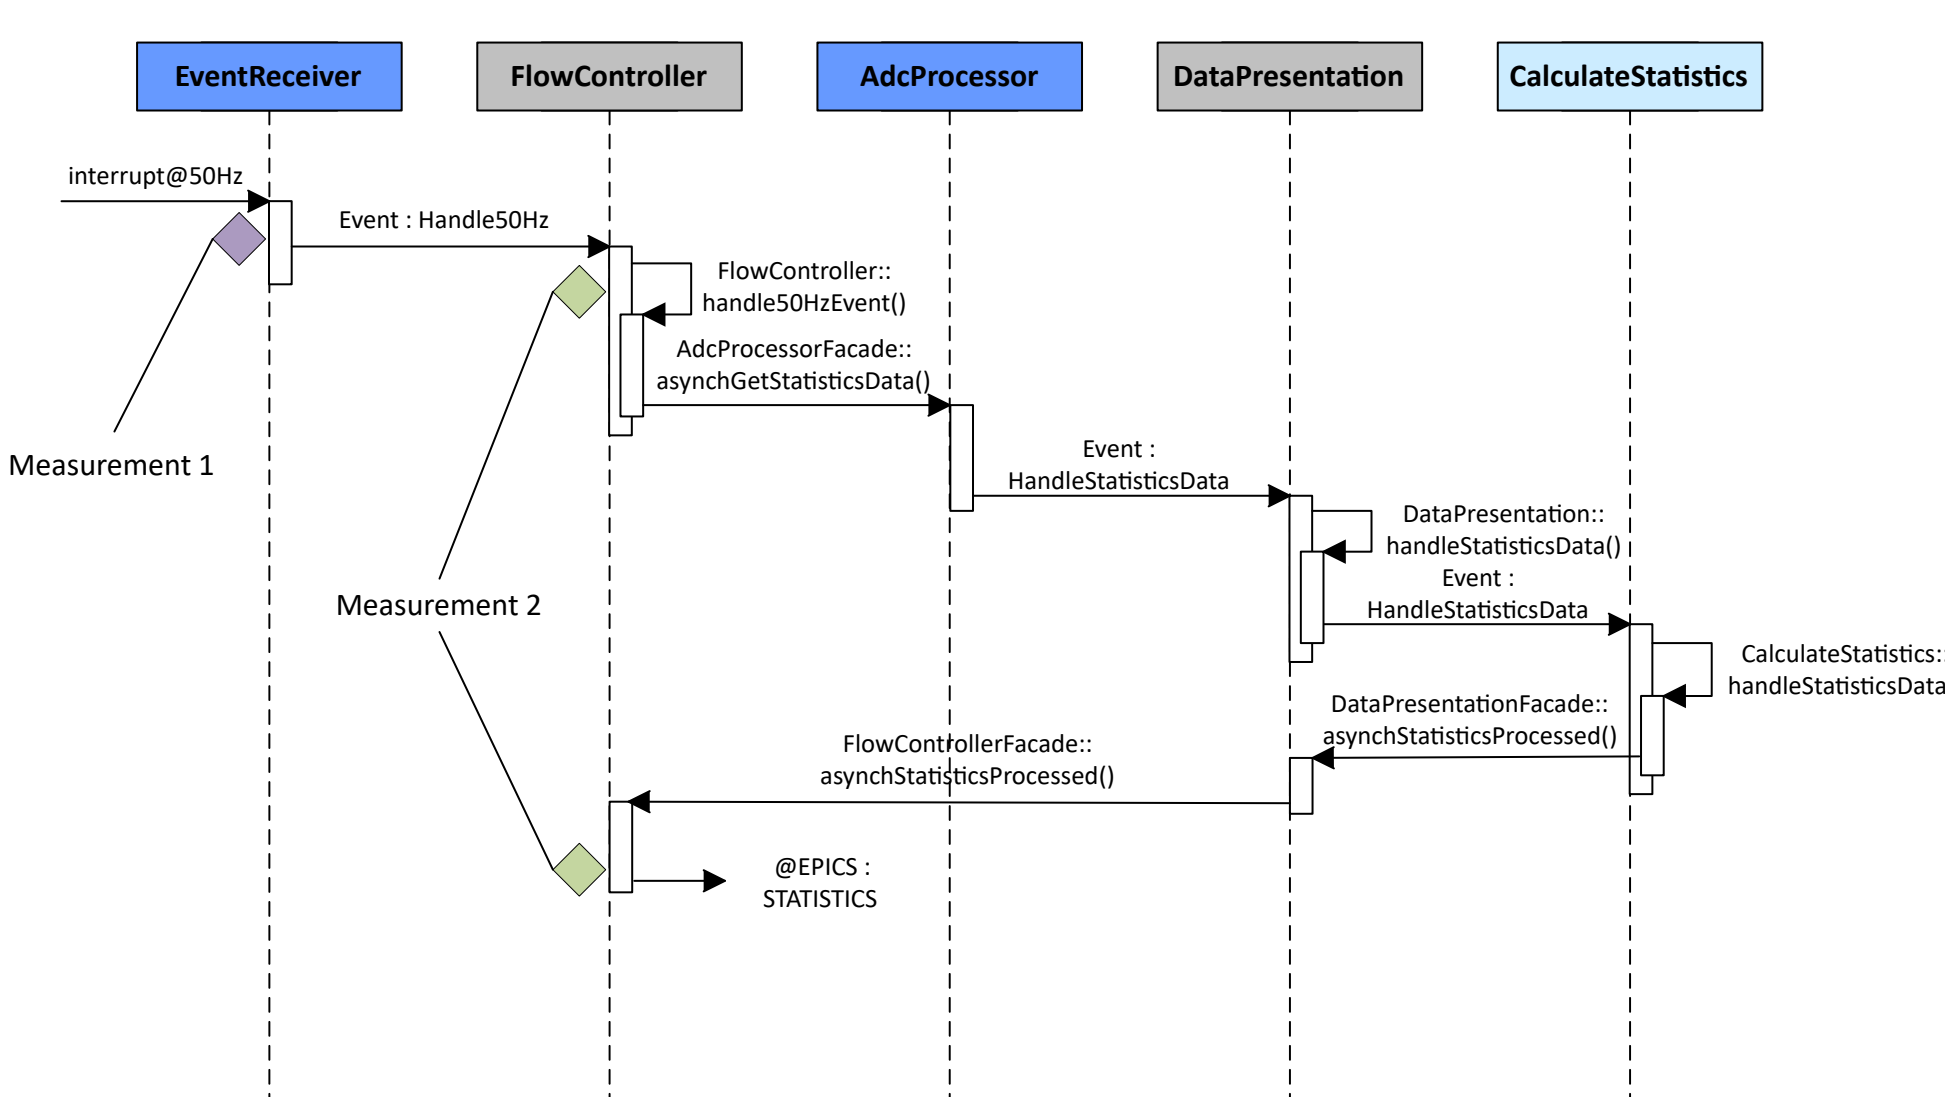 EventReceiver
FlowController
AdcProcessor
DataPresentation
CalculateStatistics
interrupt@50Hz
Event : Handle50Hz
FlowController::
handle50HzEvent()
AdcProcessorFacade::
asynchGetStatisticsData()
Event :
HandleStatisticsData
Measurement 1
DataPresentation::
handleStatisticsData()
Event :
HandleStatisticsData
Measurement 2
CalculateStatistics::
handleStatisticsData
DataPresentationFacade::
asynchStatisticsProcessed()
FlowControllerFacade::
asynchStatisticsProcessed()
@EPICS :
STATISTICS